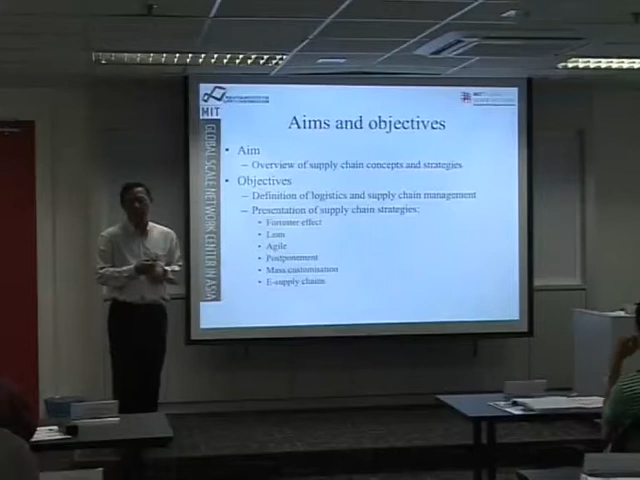 MIT
GLOBAL SCALE NETWORK CENTER IN ASIA
Aims and objectives
• Aim
– Overview of supply chain concepts and strategies
• Objectives
– Definition of logistics and supply chain management
– Presentation of supply chain strategies:
• Forrester effect
• Lean
• Agile
• Postponement
• Mass customisation
• E-supply chains